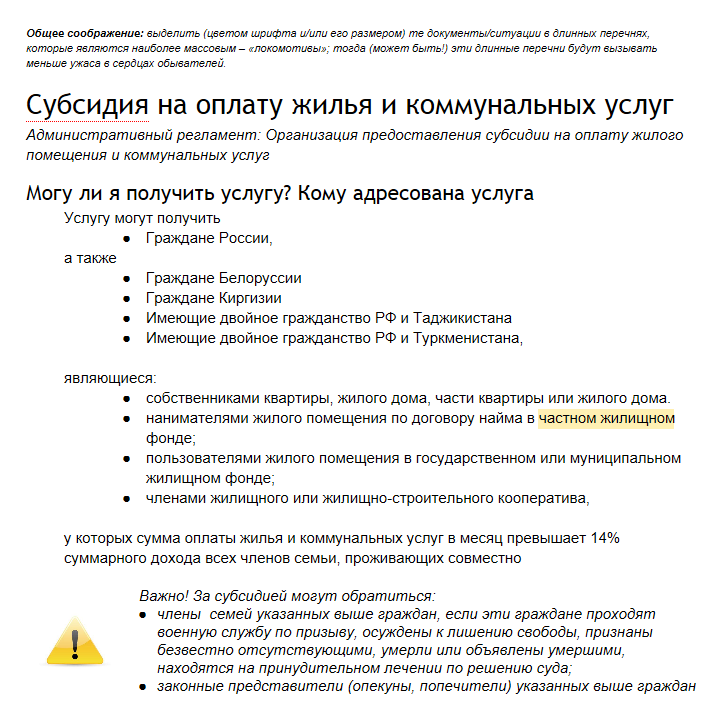 Общее соображение: выделить (цветом шрифта и/или его размером) те документы/ситуации в длинных перечнях,
которые являются наиболее массовым – «локомотивы»; тогда (может быть!) эти длинные перечни будут вызывать
меньше ужаса в сердцах обывателей.
Субсидия на оплату жилья и коммунальных услуг
Административный регламент: Организация предоставления субсидии на оплату жилого
помещения и коммунальных услуг
Могу ли я получить услугу? Кому адресована услуга
Услугу могут получить
● Граждане России,
а также
● Граждане Белоруссии
● Граждане Киргизии
● Имеющие двойное гражданство РФ и Таджикистана
● Имеющие двойное гражданство РФ и Туркменистана,
являющиеся:
● собственниками квартиры, жилого дома, части квартиры или жилого дома.
● нанимателями жилого помещения по договору найма в частном жилищном
фонде;
● пользователями жилого помещения в государственном или муниципальном
жилищном фонде;
● членами жилищного или жилищно-строительного кооператива,
у которых сумма оплаты жилья и коммунальных услуг в месяц превышает 14%
суммарного дохода всех членов семьи, проживающих совместно
Важно! За субсидией могут обратиться:
● члены семей указанных выше граждан, если эти граждане проходят
военную службу по призыву, осуждены к лишению свободы, признаны
безвестно отсутствующими, умерли или объявлены умершими,
находятся на принудительном лечении по решению суда;
● законные представители (опекуны, попечители) указанных выше граждан